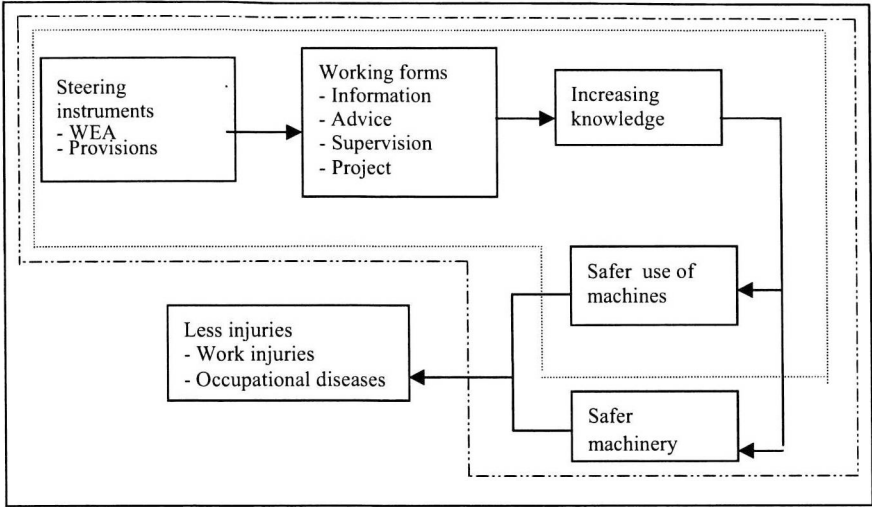 Steering
instruments
- WEA
- Provisions
Working forms
- Information
- Advice
- Supervision
- Project
Increasing
knowledge
Safer use of
machines
Less injuries
- Work injuries
- Occupational diseases
Safer
machinery